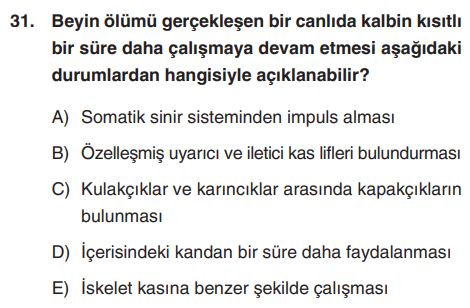 31. Beyin ölümü gerçekleşen bir canlıda kalbin kısıtlı
bir süre daha çalışmaya devam etmesi aşağıdaki
durumlardan hangisiyle açıklanabilir?
A) Somatik sinir sisteminden impuls alması
B) Özelleşmiş uyarıcı ve iletici kas lifleri bulundurması
C) Kulakçıklar ve karıncıklar arasında kapakçıkların
bulunması
D) İçerisindeki kandan bir süre daha faydalanması
E) İskelet kasına benzer şekilde çalışması